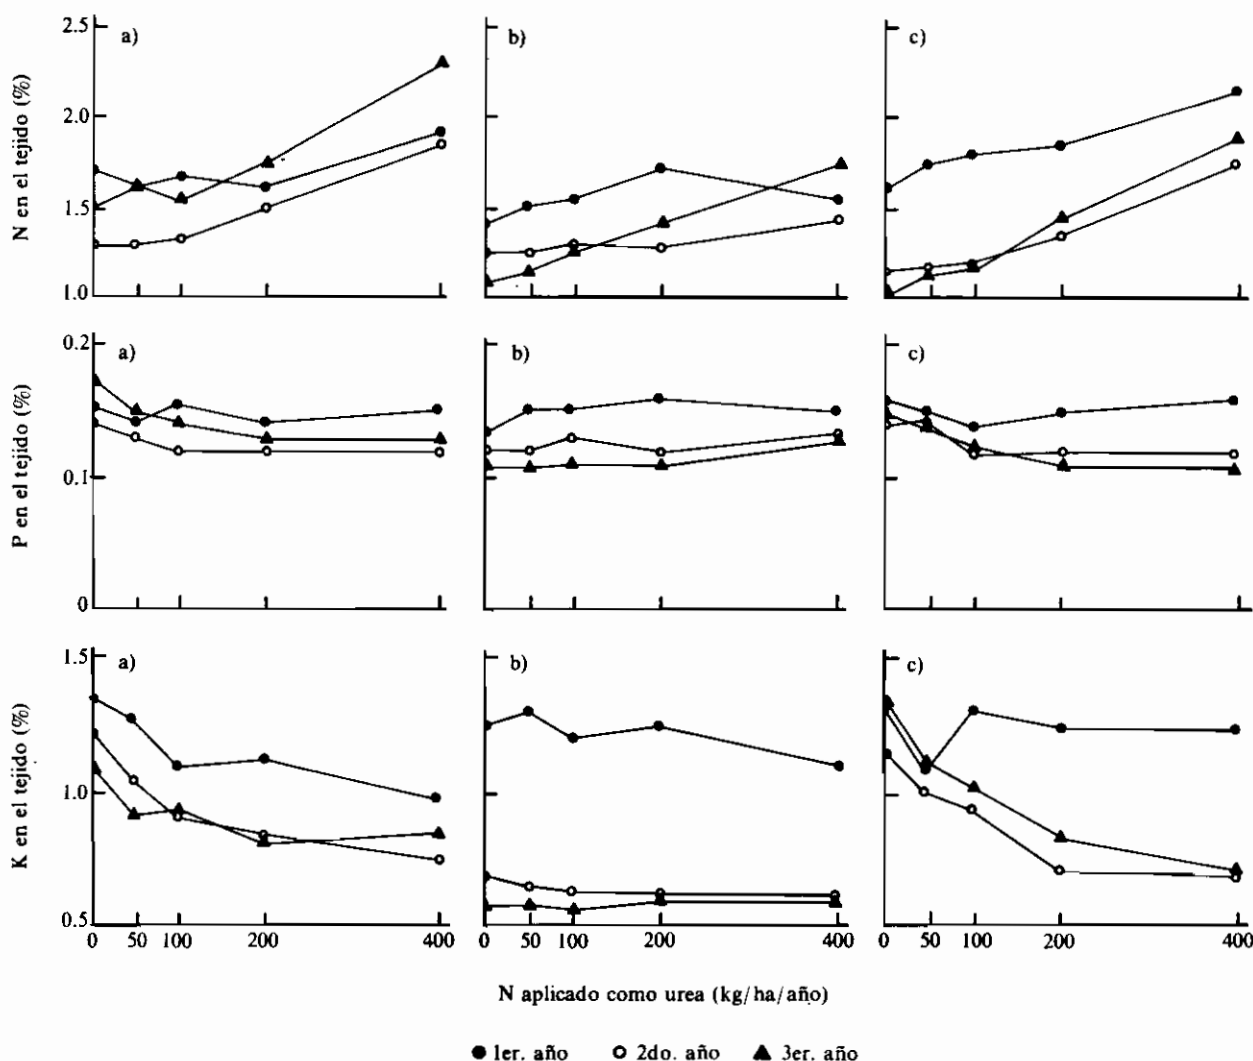 N en el tejido (%)
2.5
2.0
1.5
1.0
a)
b)
c)
P en el tejido (%)
0.2
0.1
0
a)
b)
c)
K en el tejido (%)
1.5
1.0
0.5
a)
b)
c)
0 50 100 200 400
0 50 100 200 400
0 50 100 200 400
N aplicado como urea (kg/ha/año)
1er. año 2do. año 3er. año